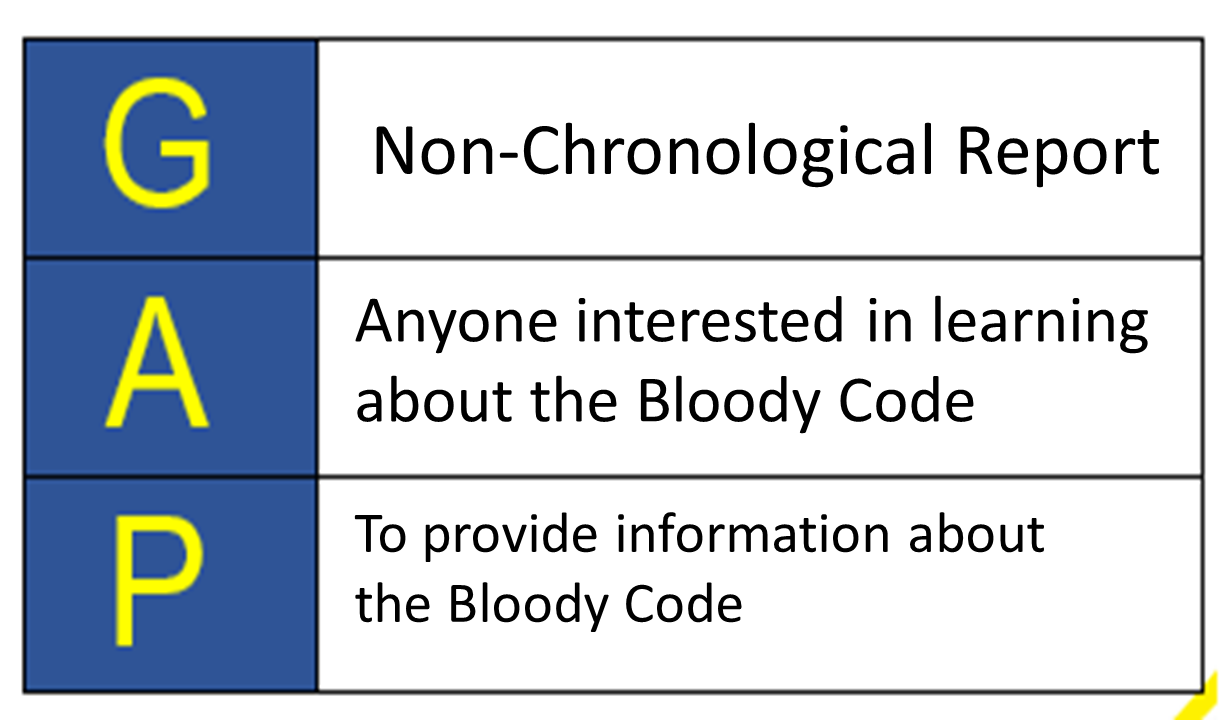 G
Non-Chronological Report
A
Anyone interested in learning
about the Bloody Code
P
To provide information about
the Bloody Code